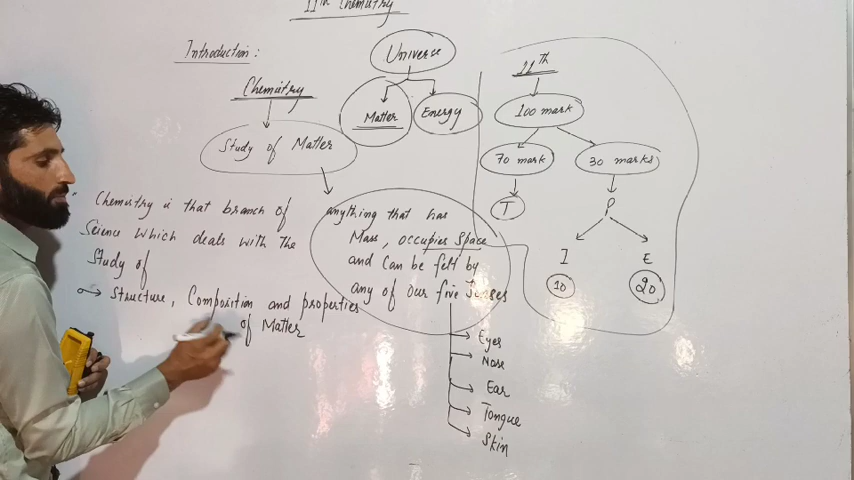 11th Chemistry
Introduction :
Universe
Matter
Energy
Chemistry
Study of Matter
" Chemistry is that branch of
Science which deals with the
Study of
Structure, Composition and properties
of Matter
anything that has
Mass, occupies space
and can be felt by
any of our five senses
Eyes
Nose
Ear
Tongue
Skin
11th
100 mark
70 mark
30 marks
T
P
I
E
10
20